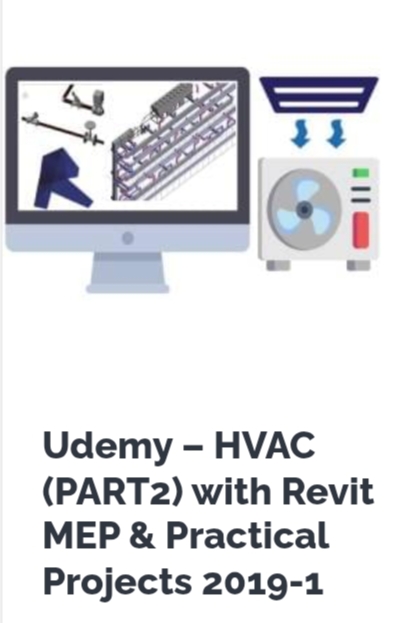 Udemy – HVAC
(PART2) with Revit
MEP & Practical
Projects 2019-1